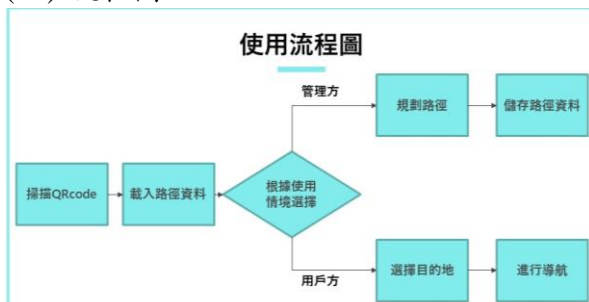 使用流程圖
管理方
規劃路徑
儲存路徑資料
掃描QRcode
載入路徑資料
根據使用
情境選擇
用戶方
選擇目的地
進行導航